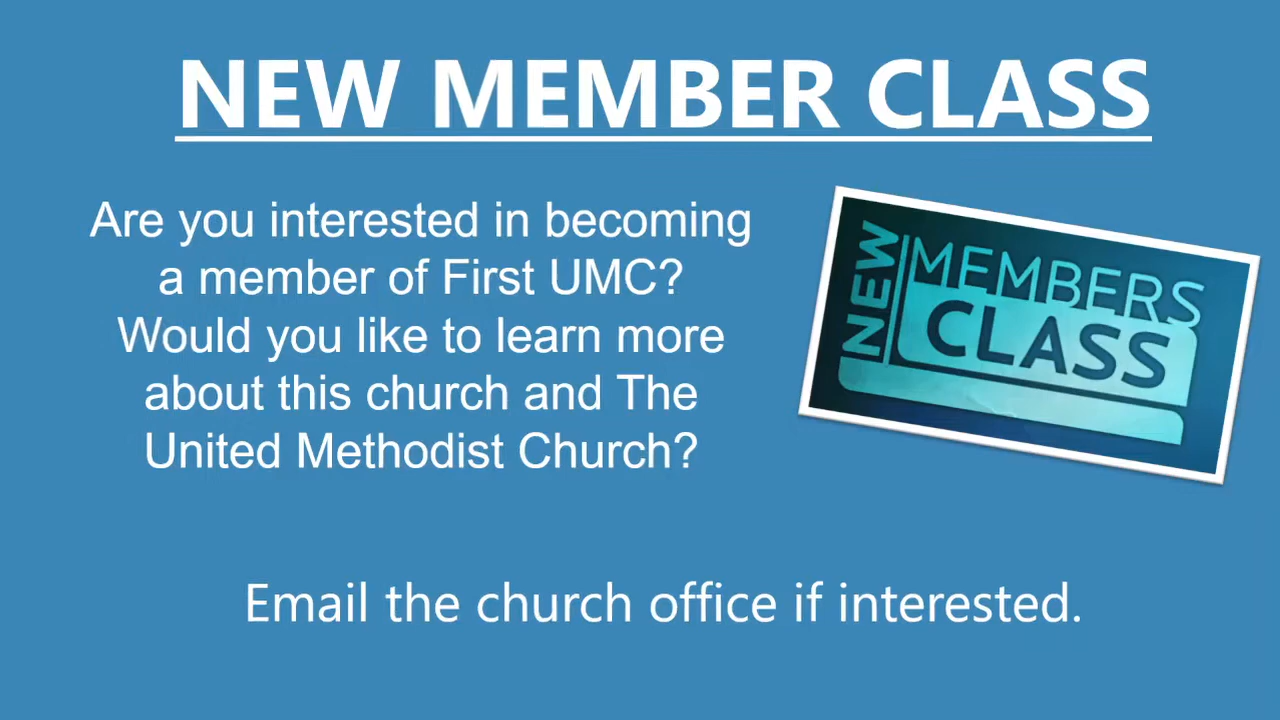 NEW MEMBER CLASS
Are you interested in becoming
a member of First UMC?
Would you like to learn more
about this church and The
United Methodist Church?
NEW
MEMBERS
CLASS
Email the church office if interested.